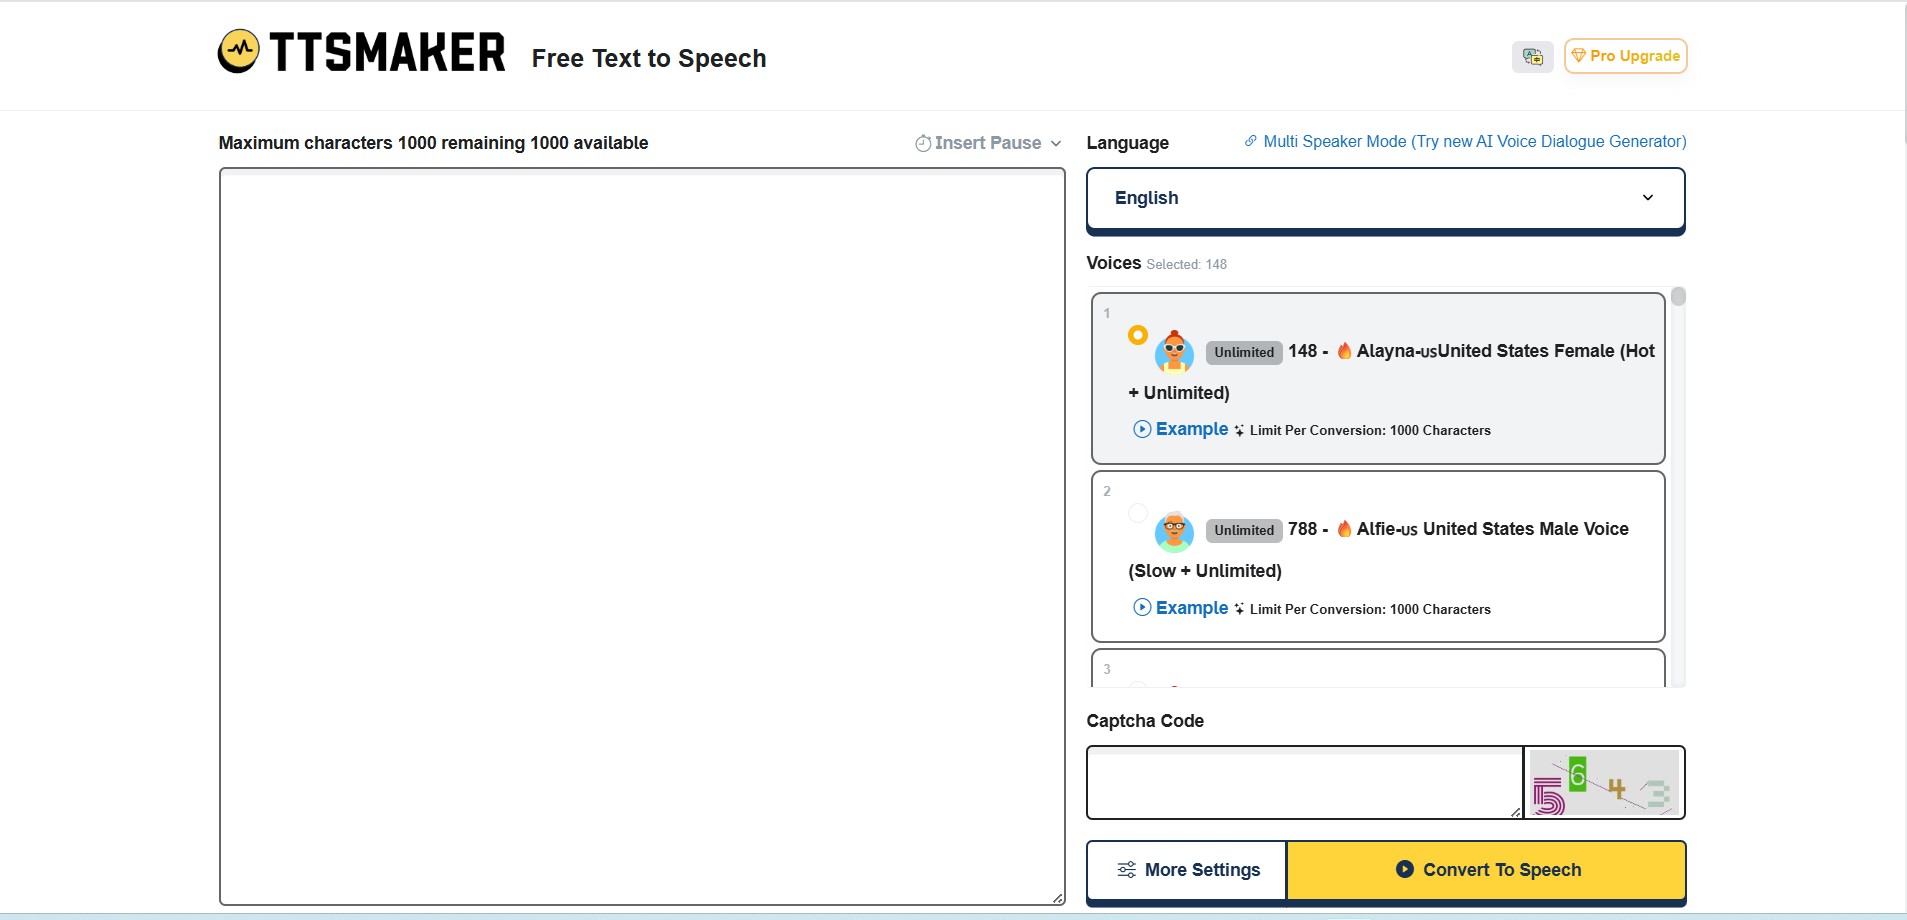 TTSMAKER Free Text to Speech
Pro Upgrade
Maximum characters 1000 remaining 1000 available
Insert Pause
Language
Multi Speaker Mode (Try new AI Voice Dialogue Generator)
English
Voices Selected: 148
1
Unlimited 148 - 🔥 Alayna-usUnited States Female (Hot
+ Unlimited)
Example Limit Per Conversion: 1000 Characters
2
Unlimited 788 - 🔥 Alfie-us United States Male Voice
(Slow + Unlimited)
Example Limit Per Conversion: 1000 Characters
3
Captcha Code
More Settings
Convert To Speech